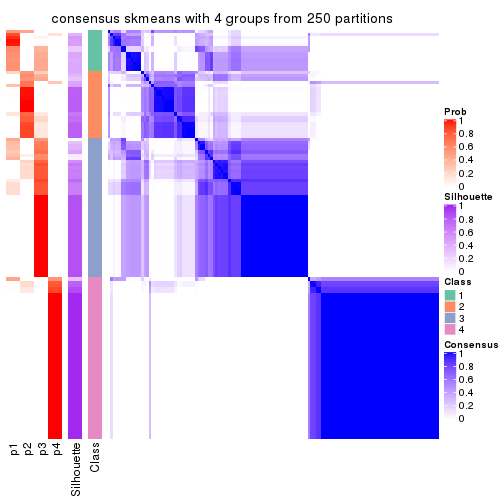 consensus skmeans with 4 groups from 250 partitions
Prob
1
0.8
0.6
0.4
0.2
0
Silhouette
1
0.8
0.6
0.4
0.2
0
Class
1
2
3
4
Consensus
1
0.8
0.6
0.4
0.2
0
p1
p2
p3
p4
Silhouette
Class